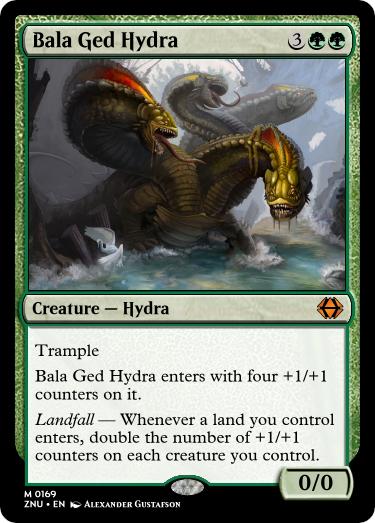 Bala Ged Hydra 3
Creature — Hydra
Trample
Bala Ged Hydra enters with four +1/+1
counters on it.
Landfall — Whenever a land you control
enters, double the number of +1/+1
counters on each creature you control.
0/0
M 0169
ZNU • EN Alexander Gustafson